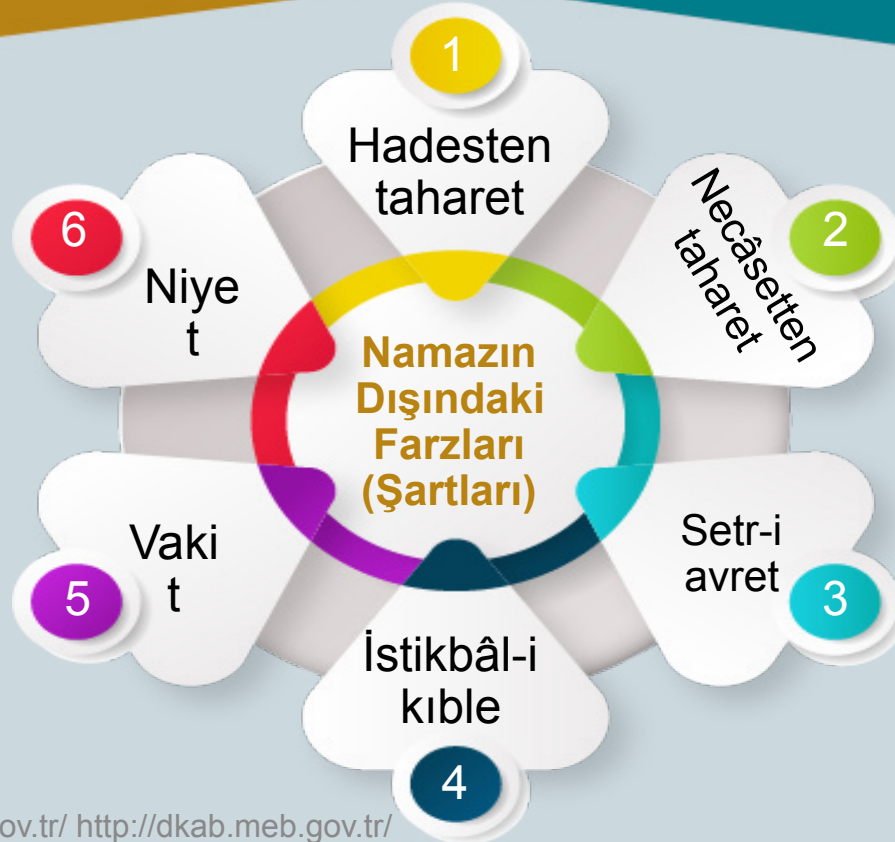 1
Hadesten
taharet
2
Necâsetten
taharet
3
Setr-i
avret
4
İstikbâl-i
kıble
5
Vaki
t
6
Niye
t
Namazın
Dışındaki
Farzları
(Şartları)
ov.tr/ http://dkab.meb.gov.tr/